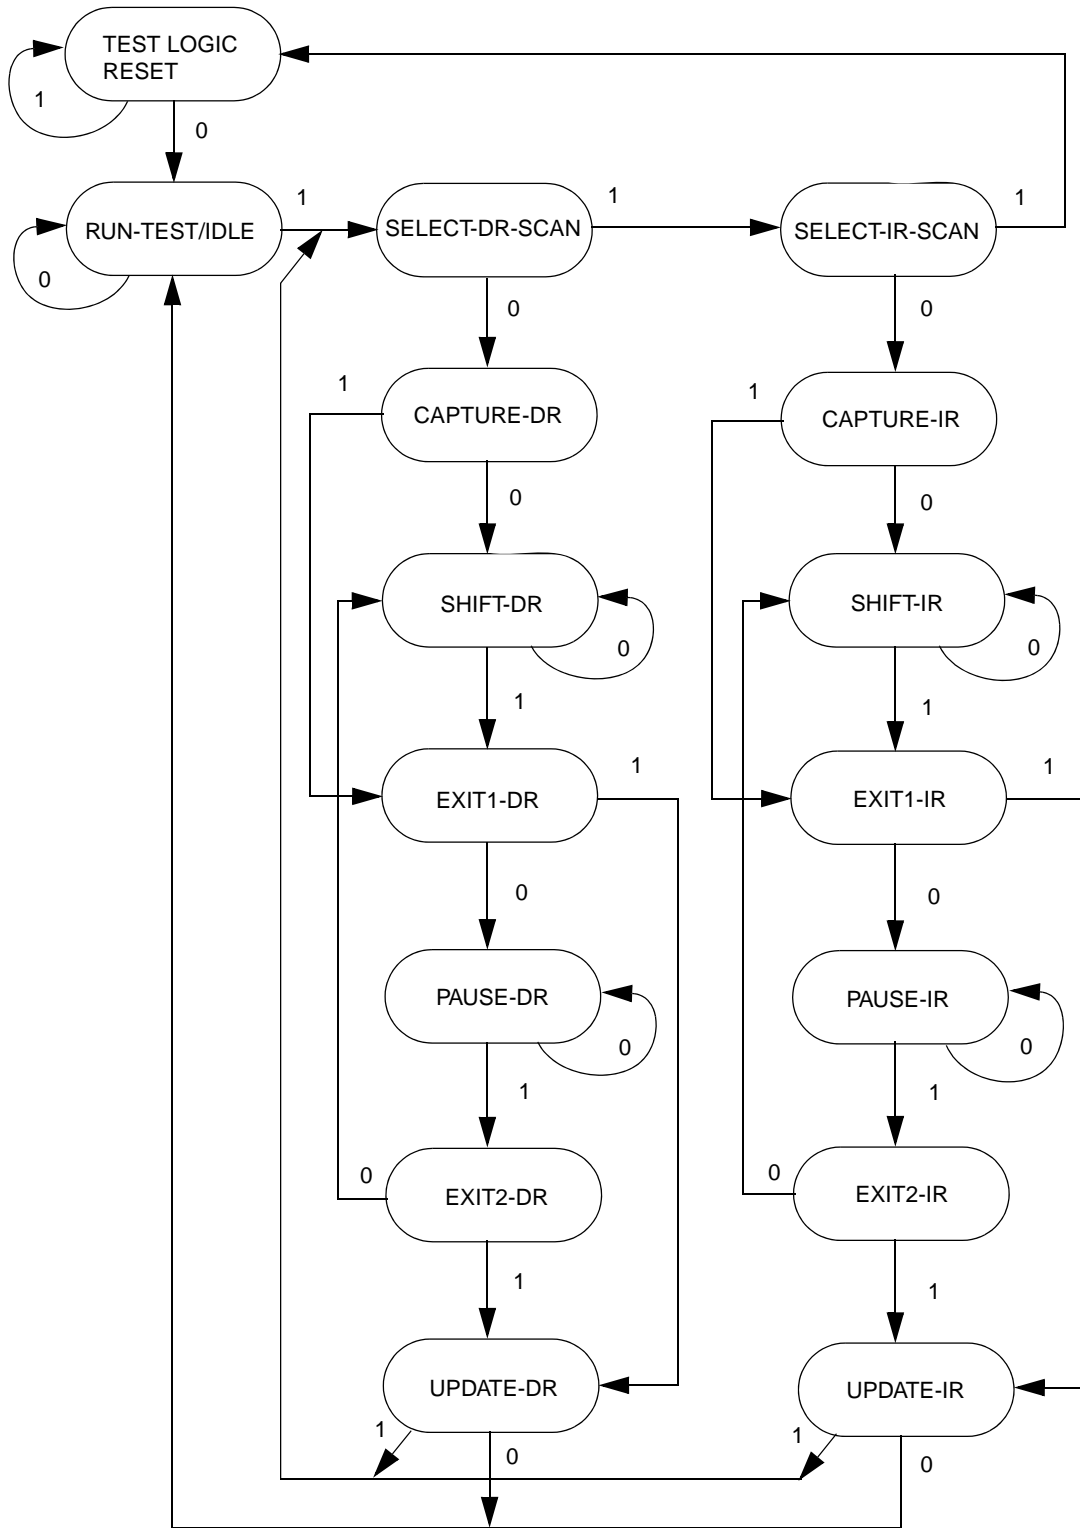 TEST LOGIC
RESET
1
0
RUN-TEST/IDLE
0
1
SELECT-DR-SCAN
1
SELECT-IR-SCAN
1
0
0
1
CAPTURE-DR
0
1
CAPTURE-IR
0
SHIFT-DR
0
1
SHIFT-IR
0
1
EXIT1-DR
1
0
EXIT1-IR
1
0
PAUSE-DR
0
1
PAUSE-IR
0
1
0
EXIT2-DR
1
0
EXIT2-IR
1
UPDATE-DR
1
0
UPDATE-IR
1
0